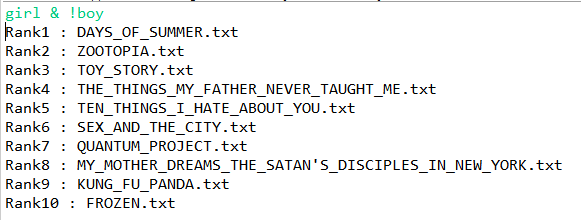 girl & !boy
Rank1 : DAYS_OF_SUMMER.txt
Rank2 : ZOOTOPIA.txt
Rank3 : TOY_STORY.txt
Rank4 : THE_THINGS_MY_FATHER_NEVER_TAUGHT_ME.txt
Rank5 : TEN_THINGS_I_HATE_ABOUT_YOU.txt
Rank6 : SEX_AND_THE_CITY.txt
Rank7 : QUANTUM_PROJECT.txt
Rank8 : MY_MOTHER_DREAMS_THE_SATAN'S_DISCIPLES_IN_NEW_YORK.txt
Rank9 : KUNG_FU_PANDA.txt
Rank10 : FROZEN.txt